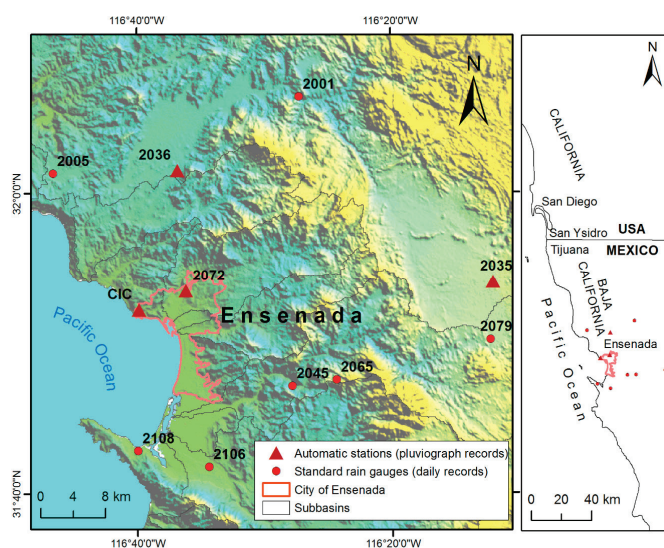 116°40'0"W
116°20'0"W
N
2001
2005
2036
32°0'0"N
2072
CIC
2035
Ensenada
2079
Pacific Ocean
2065
2045
2108
2106
31°40'0"N
0 4 8 km
Automatic stations (pluviograph records)
Standard rain gauges (daily records)
City of Ensenada
Subbasins
116°40'0"W
116°20'0"W
N
CALIFORNIA
San Diego
San Ysidro
USA
Tijuana
MEXICO
BAJA
CALIFORNIA
Ensenada
Pacific Ocean
0 20 40 km